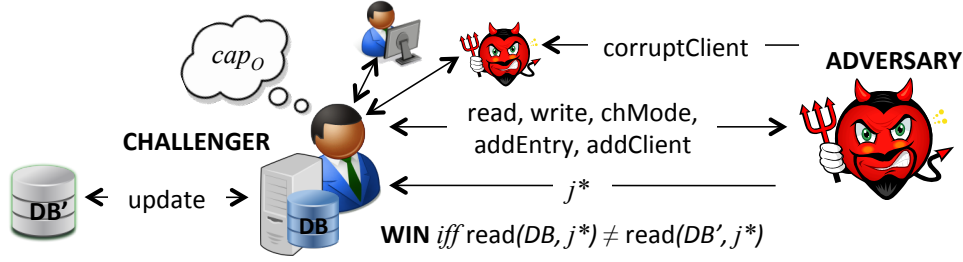 cap_O
corruptClient
ADVERSARY
read, write, chMode,
addEntry, addClient
CHALLENGER
j*
DB'
update
DB
WIN iff read(DB, j*) ≠ read(DB', j*)